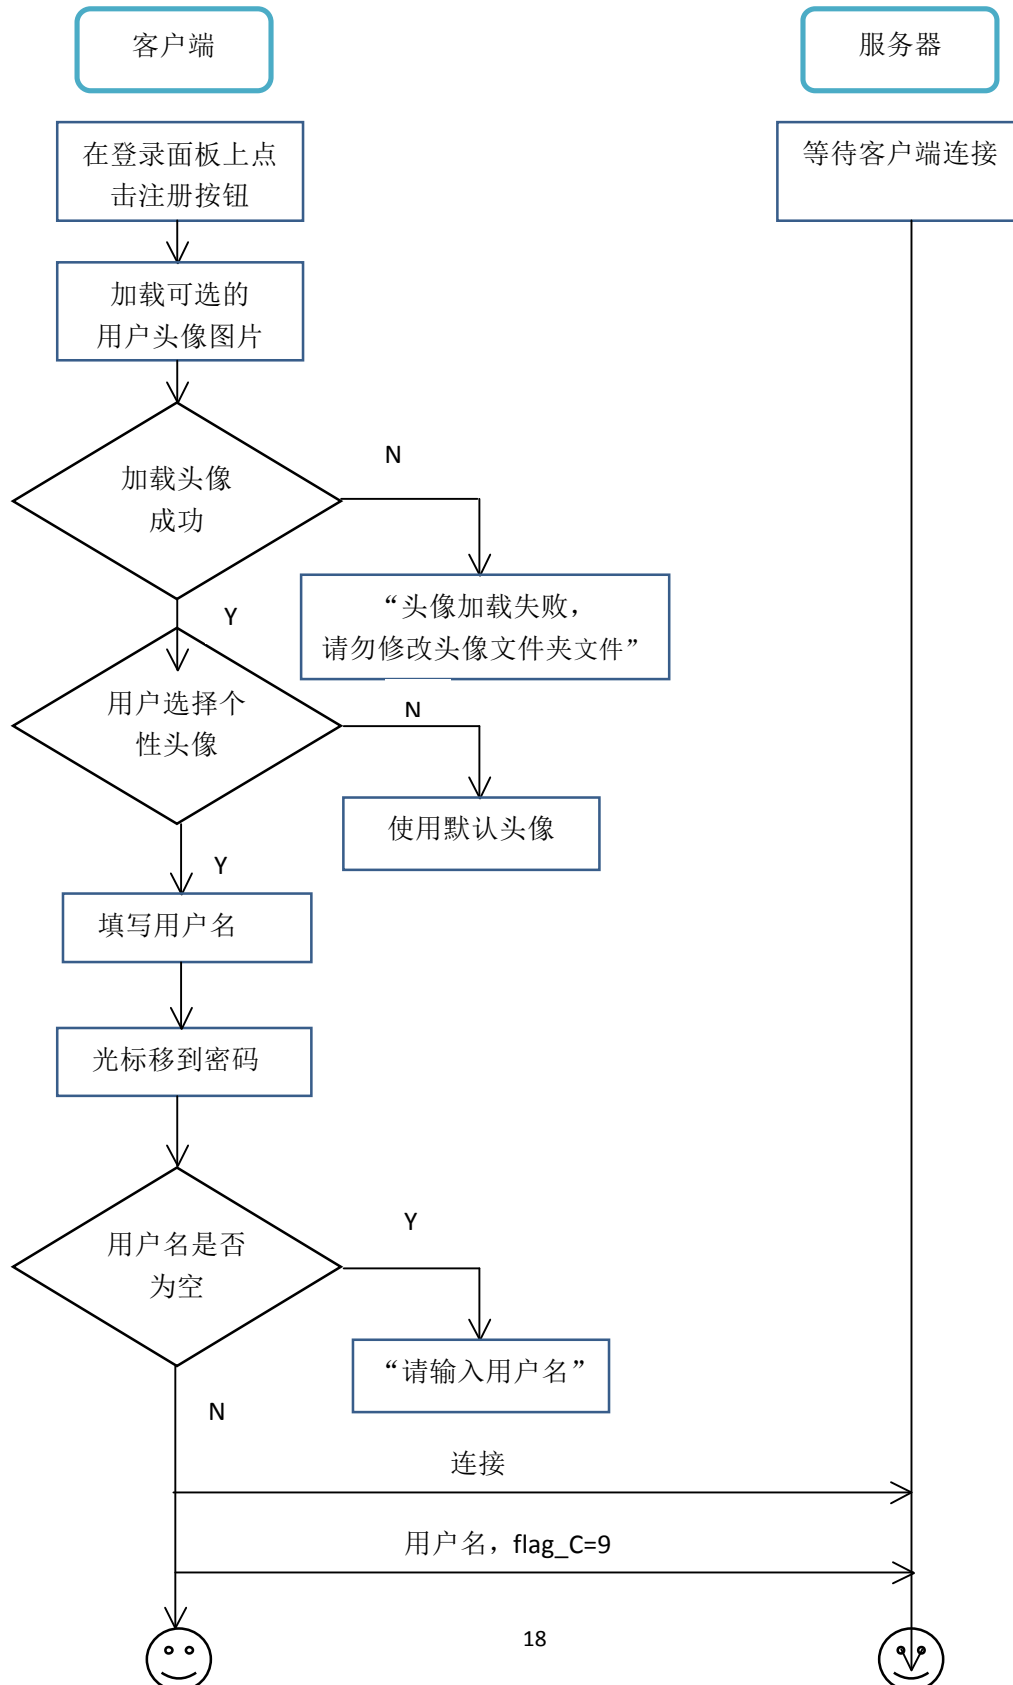 客户端
服务器
在登录面板上点
击注册按钮
等待客户端连接
加载可选的
用户头像图片
加载头像
成功
N
“头像加载失败，
请勿修改头像文件夹文件”
Y
用户选择个
性头像
N
使用默认头像
Y
填写用户名
光标移到密码
用户名是否
为空
Y
“请输入用户名”
N
连接
用户名，flag_C=9
18